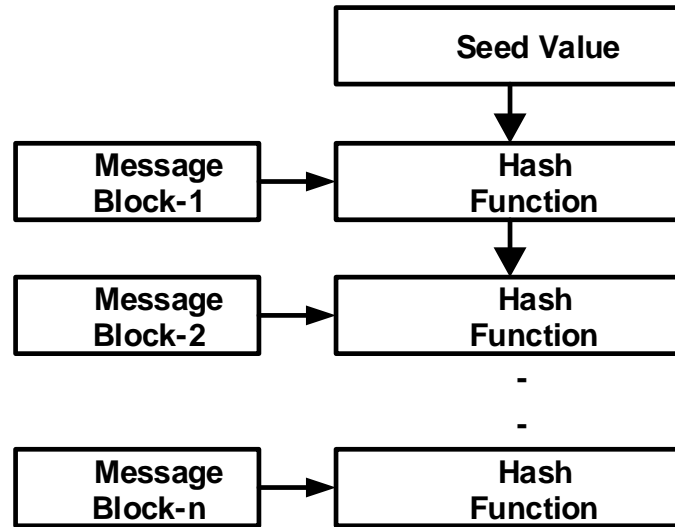 Seed Value
Message
Block-1
Hash
Function
Message
Block-2
Hash
Function
-
-
Message
Block-n
Hash
Function